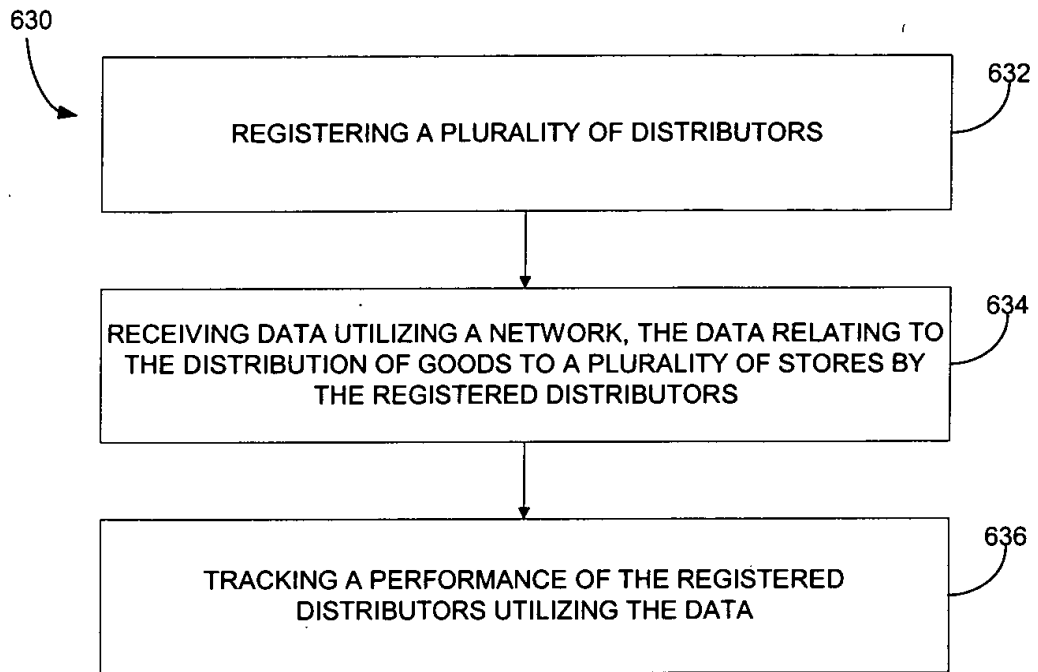 630
632
REGISTERING A PLURALITY OF DISTRIBUTORS
634
RECEIVING DATA UTILIZING A NETWORK, THE DATA RELATING TO
THE DISTRIBUTION OF GOODS TO A PLURALITY OF STORES BY
THE REGISTERED DISTRIBUTORS
636
TRACKING A PERFORMANCE OF THE REGISTERED
DISTRIBUTORS UTILIZING THE DATA